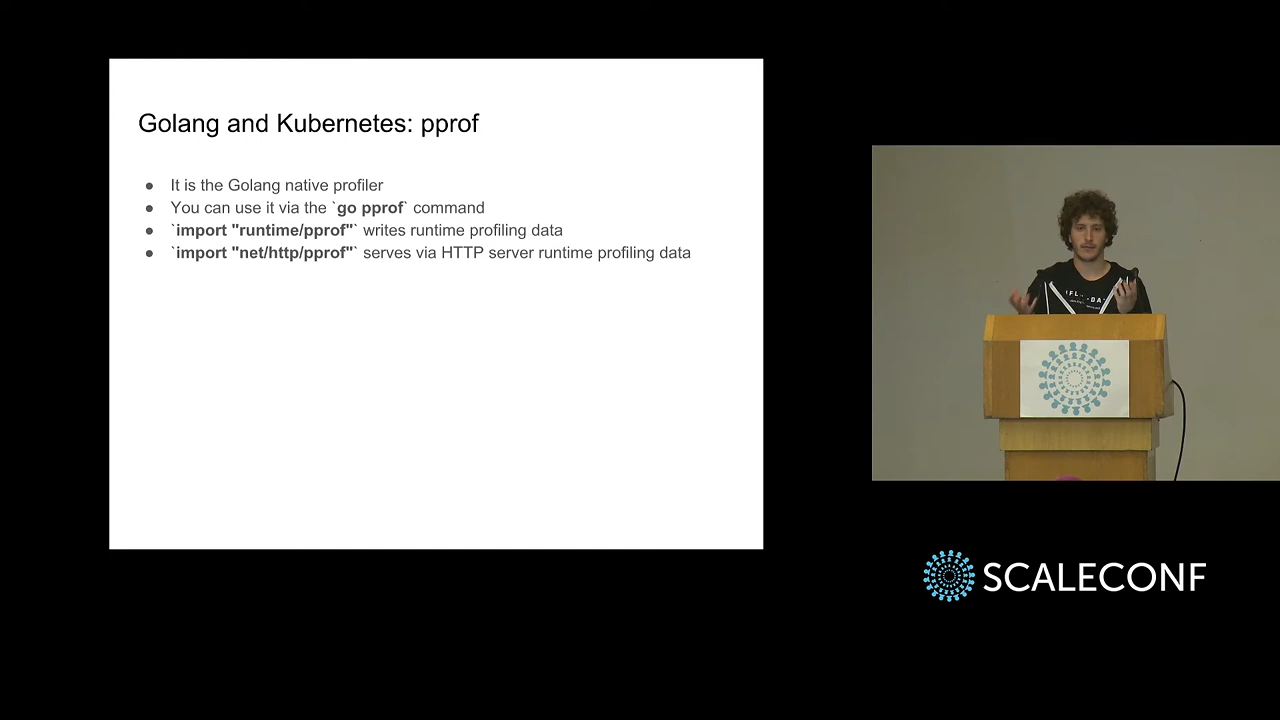 Golang and Kubernetes: pprof
● It is the Golang native profiler
● You can use it via the `go pprof` command
● `import "runtime/pprof"` writes runtime profiling data
● `import "net/http/pprof"` serves via HTTP server runtime profiling data
SCALECONF